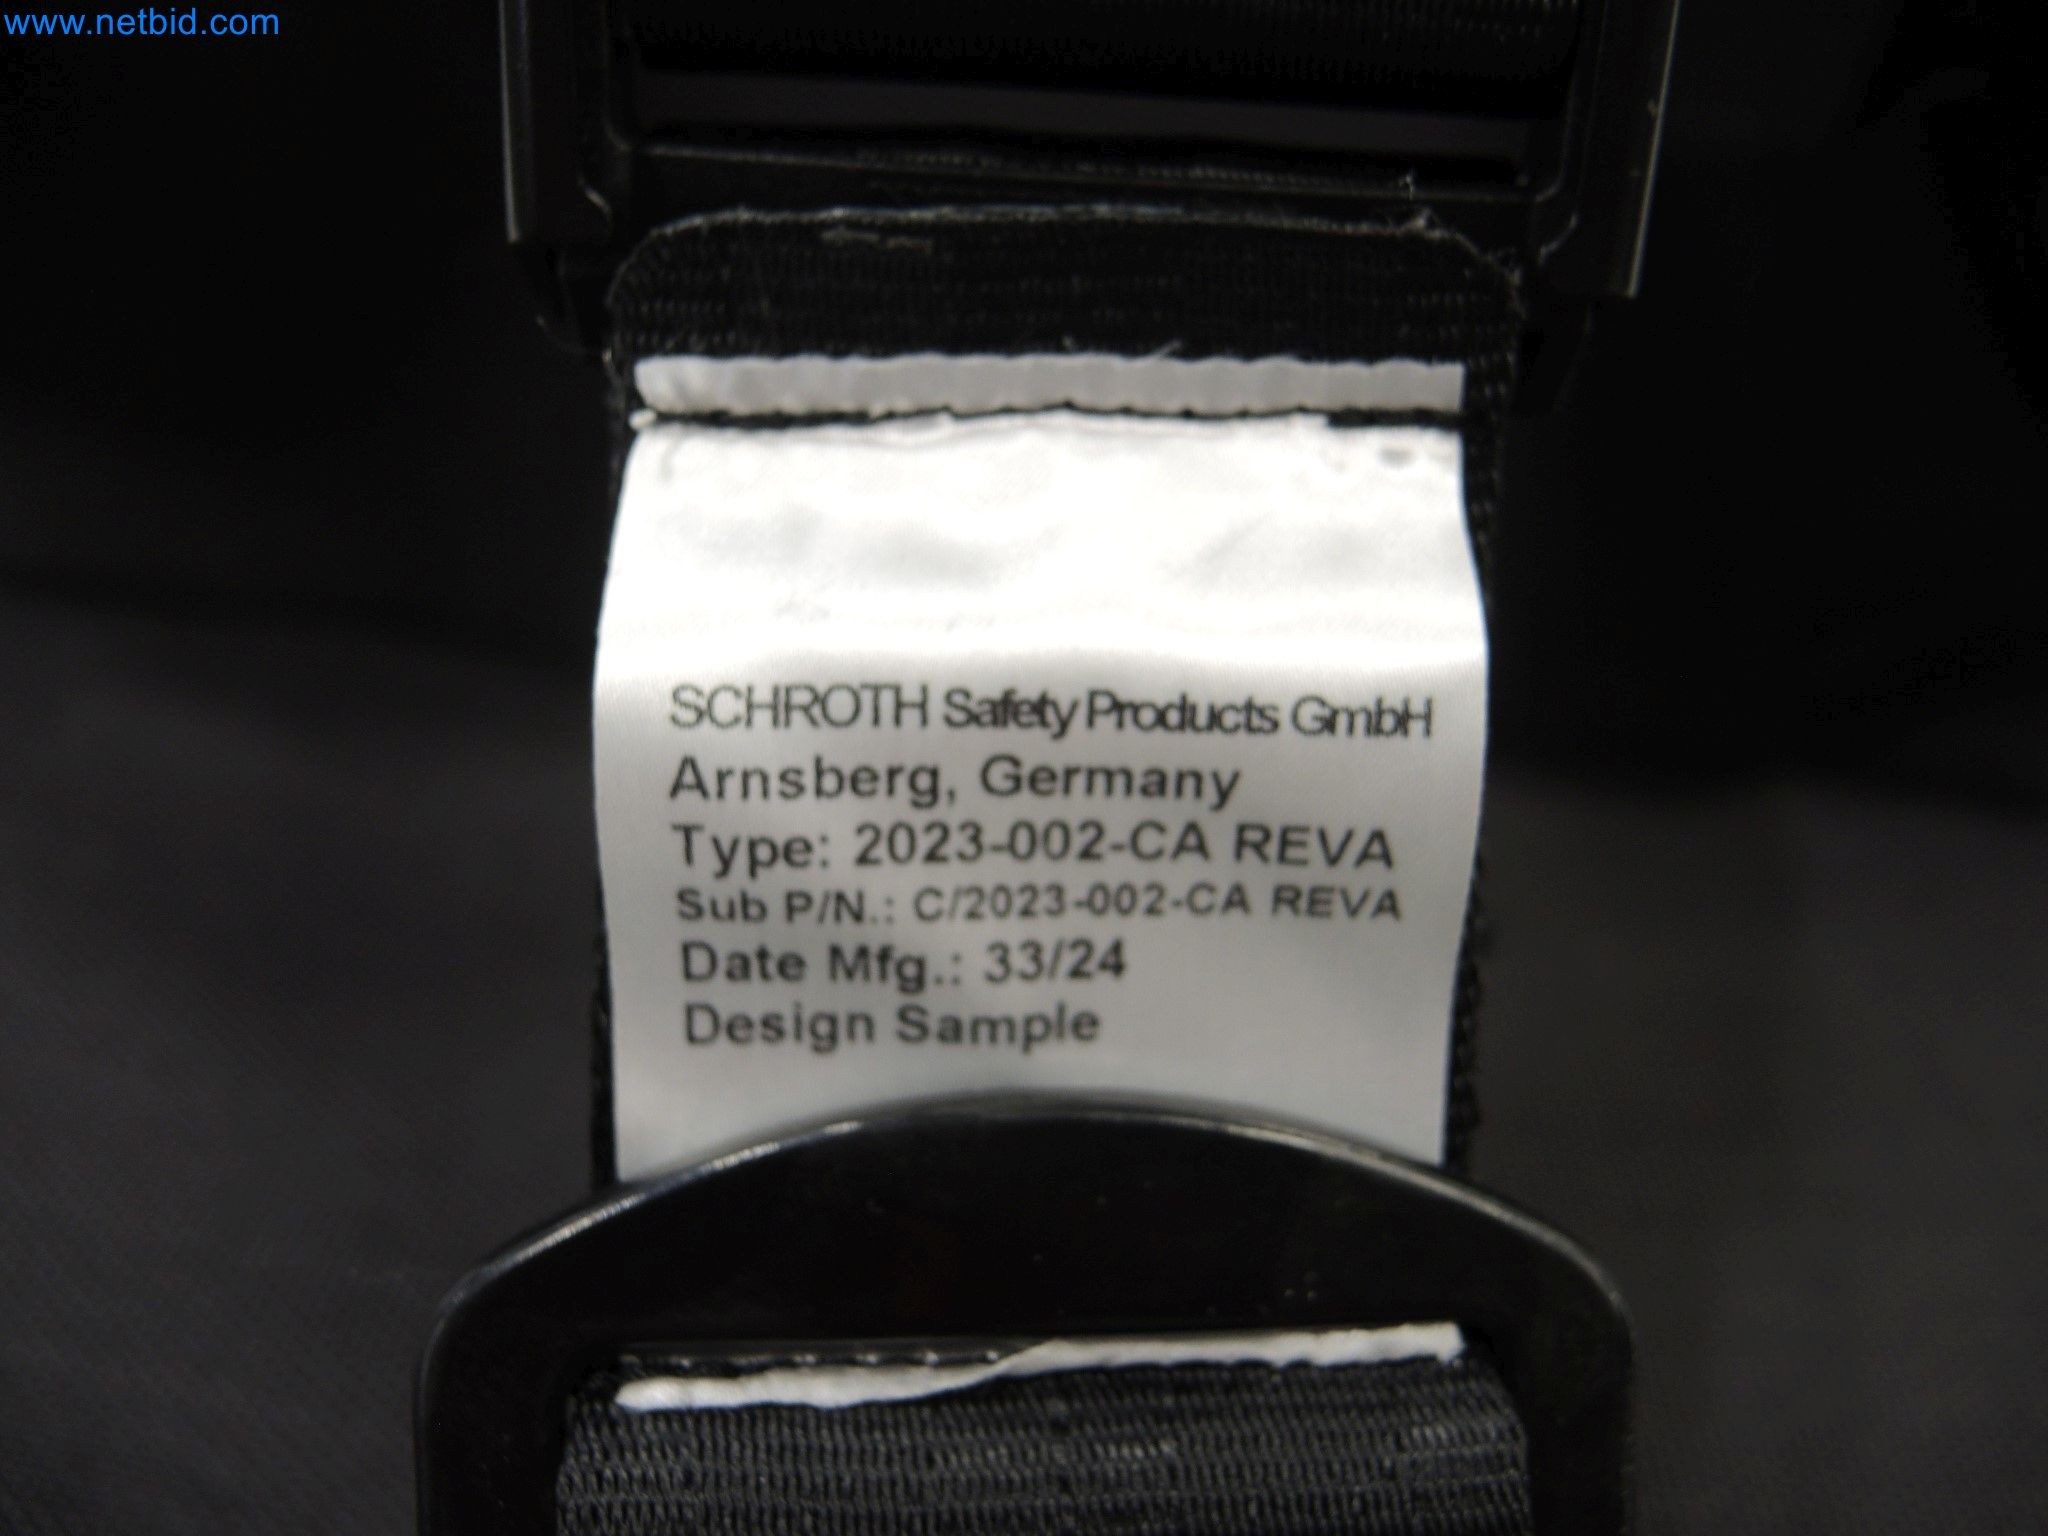 www.netbid.com
SCHROTH Safety Products GmbH
Arnsberg, Germany
Type: 2023-002-CA REVA
Sub P/N.: C/2023-002-CA REVA
Date Mfg.: 33/24
Design Sample